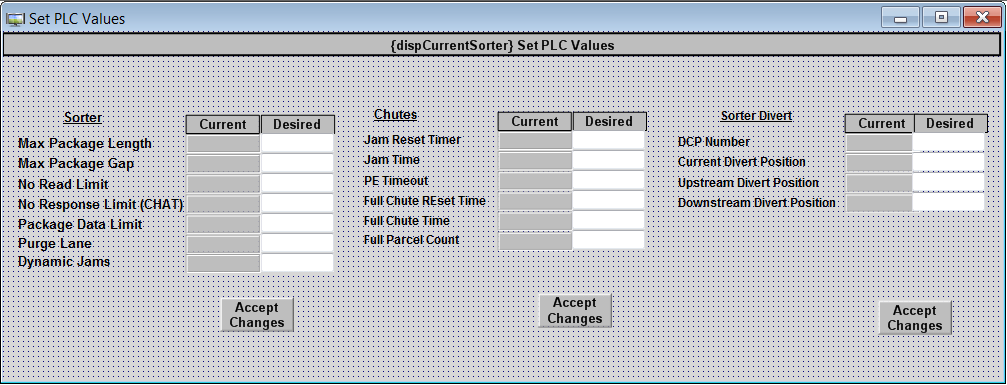 Set PLC Values
{dispCurrentSorter} Set PLC Values
Sorter
Current Desired
Max Package Length
Max Package Gap
No Read Limit
No Response Limit (CHAT)
Package Data Limit
Purge Lane
Dynamic Jams
Accept
Changes
Chutes
Current Desired
Jam Reset Timer
Jam Time
PE Timeout
Full Chute REset Time
Full Chute Time
Full Parcel Count
Accept
Changes
Sorter Divert
Current Desired
DCP Number
Current Divert Position
Upstream Divert Position
Downstream Divert Position
Accept
Changes